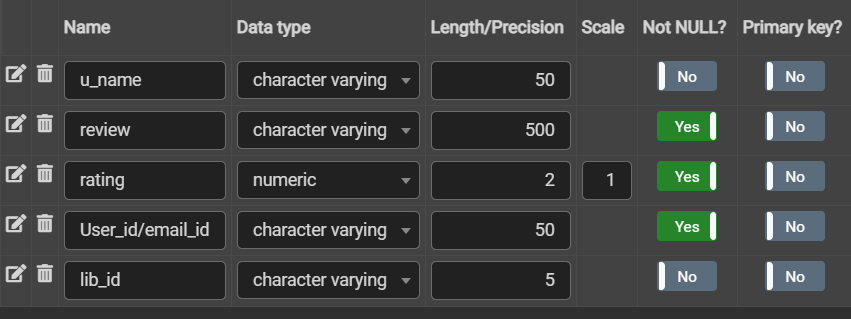 Name Data type Length/Precision Scale Not NULL? Primary key?
u_name character varying 50 No No
review character varying 500 Yes No
rating numeric 2 1 Yes No
User_id/email_id character varying 50 Yes No
lib_id character varying 5 No No